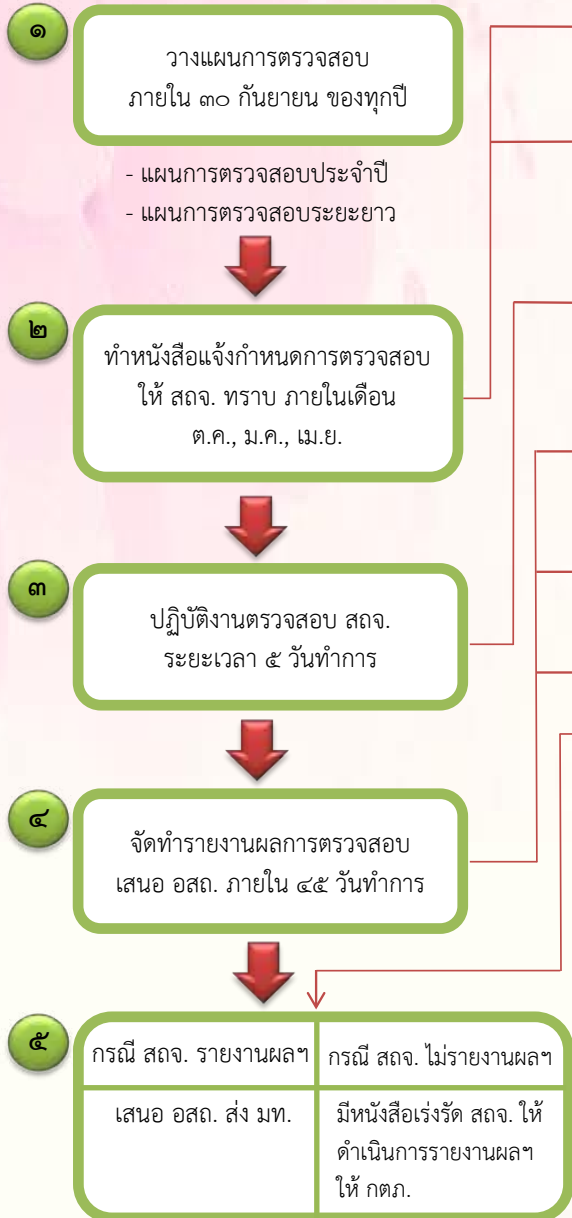 ๑
วางแผนการตรวจสอบ
ภายใน ๓๐ กันยายน ของทุกปี
- แผนการตรวจสอบประจำปี
- แผนการตรวจสอบระยะยาว
๒
ทำหนังสือแจ้งกำหนดการตรวจสอบ
ให้ สถจ. ทราบ ภายในเดือน
ต.ค., ม.ค., เม.ย.
๓
ปฏิบัติงานตรวจสอบ สถจ.
ระยะเวลา ๕ วันทำการ
๔
จัดทำรายงานผลการตรวจสอบ
เสนอ อสถ. ภายใน ๔๕ วันทำการ
๕
กรณี สถจ. รายงานผลฯ
กรณี สถจ. ไม่รายงานผลฯ
เสนอ อสถ. ส่ง มท.
มีหนังสือเร่งรัด สถจ. ให้
ดำเนินการรายงานผลฯ
ให้ กตภ.